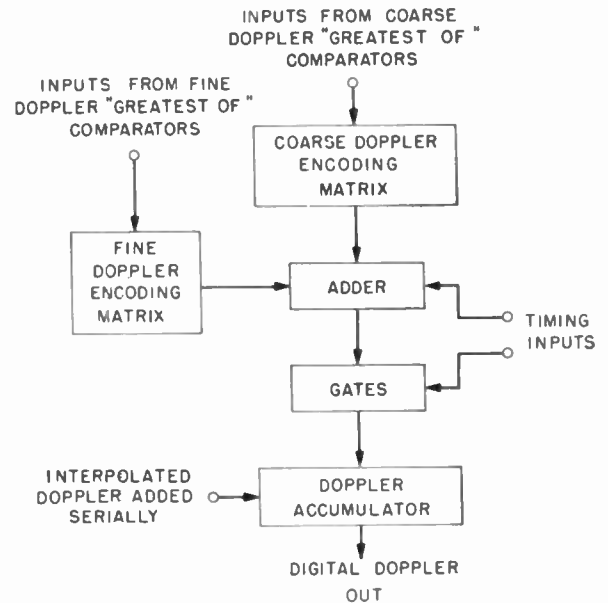 INPUTS FROM COARSE
DOPPLER "GREATEST OF"
COMPARATORS
INPUTS FROM FINE
DOPPLER "GREATEST OF"
COMPARATORS
COARSE DOPPLER
ENCODING
MATRIX
FINE
DOPPLER
ENCODING
MATRIX
ADDER
TIMING
INPUTS
GATES
INTERPOLATED
DOPPLER ADDED
SERIALLY
DOPPLER
ACCUMULATOR
DIGITAL DOPPLER
OUT